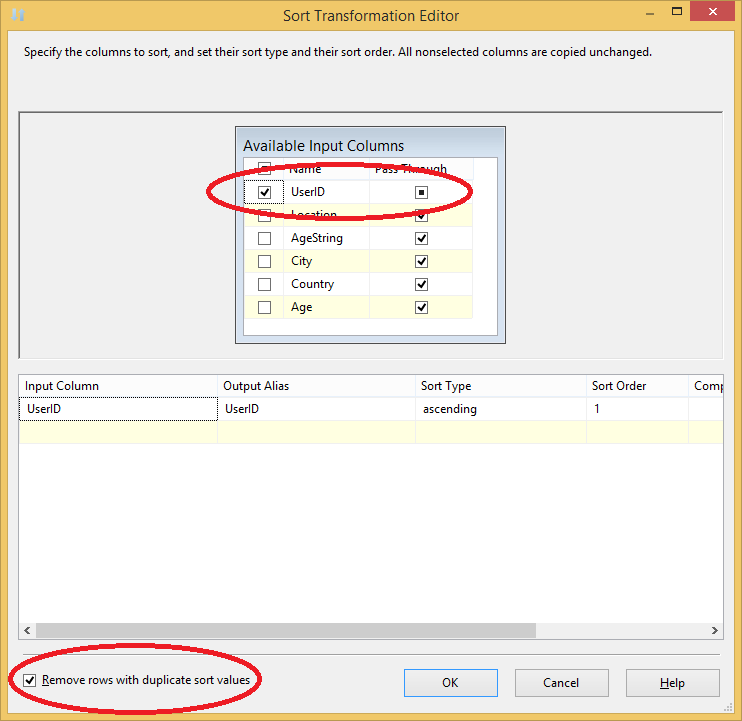 Sort Transformation Editor
Specify the columns to sort, and set their sort type and their sort order. All nonselected columns are copied unchanged.
Available Input Columns
Name Pass Through
UserID
Location
AgeString
City
Country
Age
Input Column Output Alias Sort Type Sort Order Comp
UserID UserID ascending 1
Remove rows with duplicate sort values OK Cancel Help